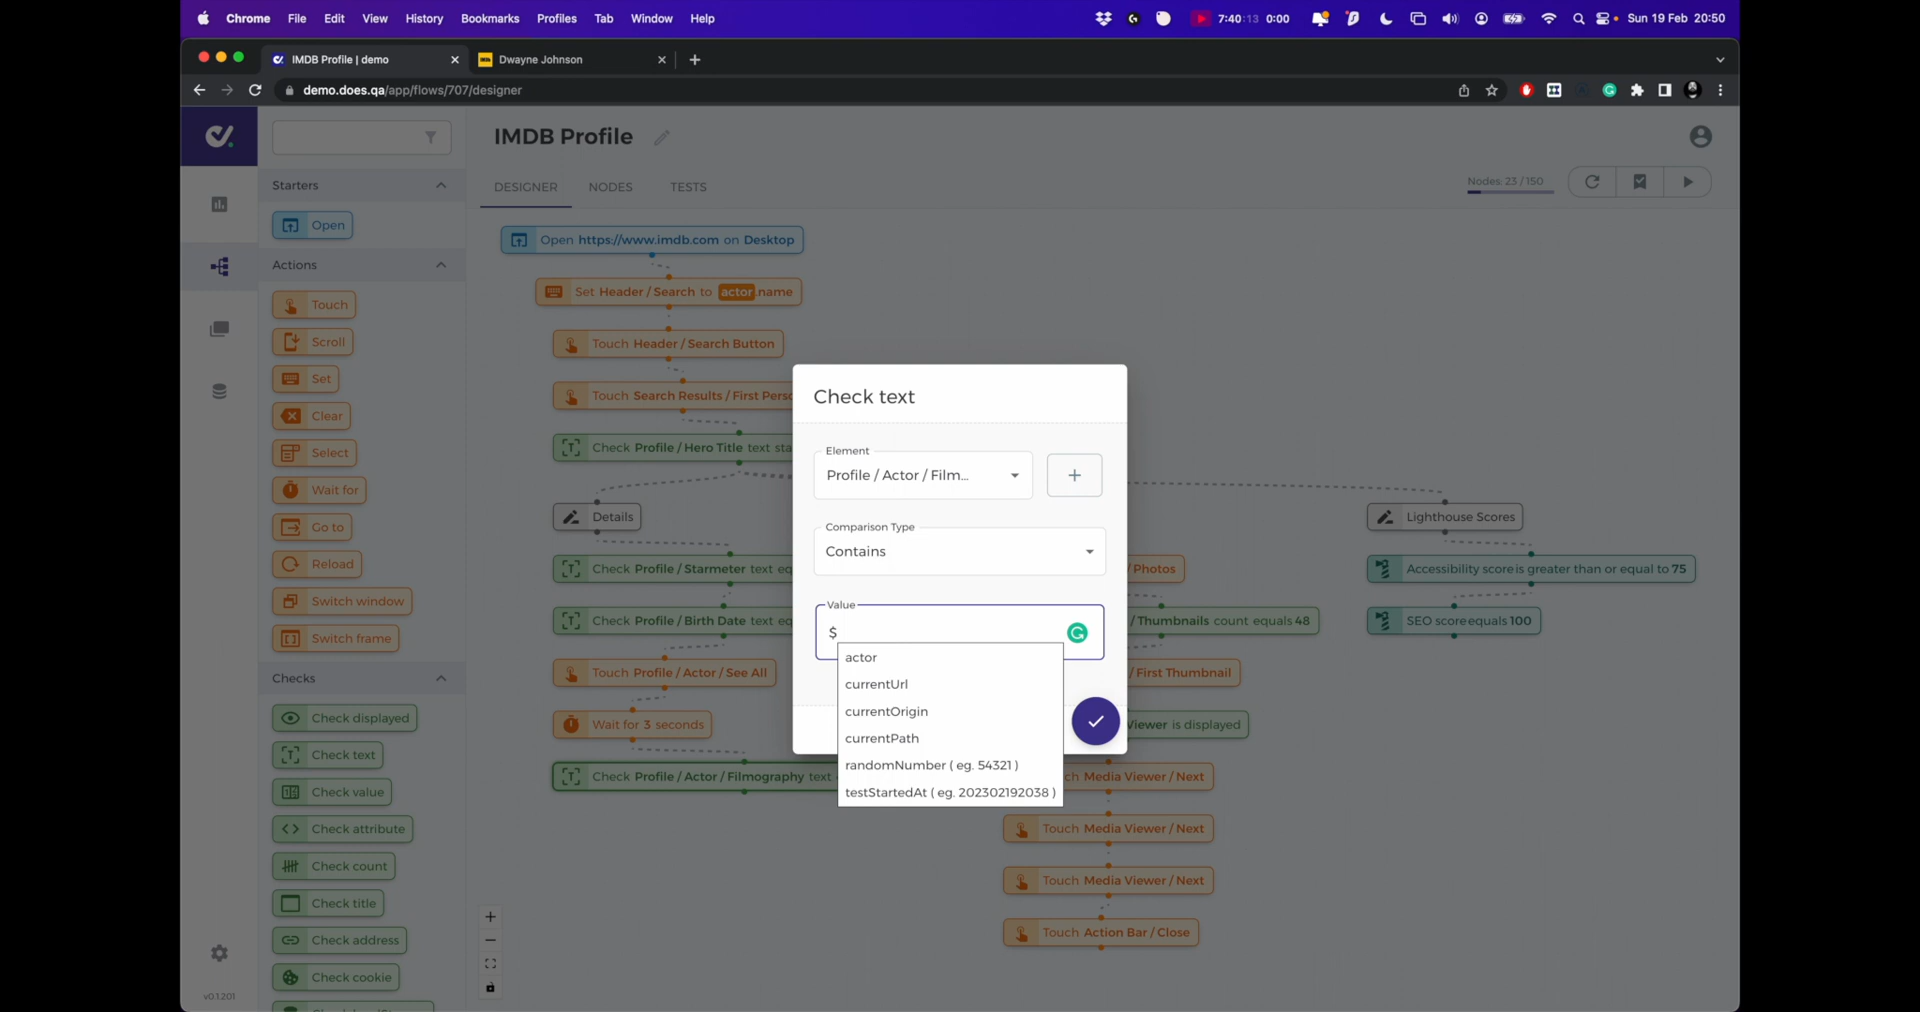 Chrome File Edit View History Bookmarks Profiles Tab Window Help 7:40:13 0:00 Sun 19 Feb 20:50
IMDB Profile | demo
Dwayne Johnson
demo.does.qa/app/flows/707/designer
IMDB Profile
DESIGNER NODES TESTS
Nodes: 23 / 150
Starters
Open
Actions
Touch
Scroll
Set
Clear
Select
Wait for
Go to
Reload
Switch window
Switch frame
Checks
Check displayed
Check text
Check value
Check attribute
Check count
Check title
Check address
Check cookie
v0.1.201
Open https://www.imdb.com on Desktop
Set Header / Search to actor.name
Touch Header / Search Button
Touch Search Results / First Pers
Check Profile / Hero Title text sta
Details
Check Profile / Starmeter text eq
Check Profile / Birth Date text eq
Touch Profile / Actor / See All
Wait for 3 seconds
Check Profile / Actor / Filmography text
Check text
Element
Profile / Actor / Film...
Comparison Type
Contains
Value
$
actor
currentUrl
currentOrigin
currentPath
randomNumber ( eg. 54321 )
testStartedAt ( eg. 202302192038 )
/ Photos
/ Thumbnails count equals 48
/ First Thumbnail
Viewer is displayed
ch Media Viewer / Next
Touch Media Viewer / Next
Touch Media Viewer / Next
Touch Action Bar / Close
Lighthouse Scores
Accessibility score is greater than or equal to 75
SEO score equals 100